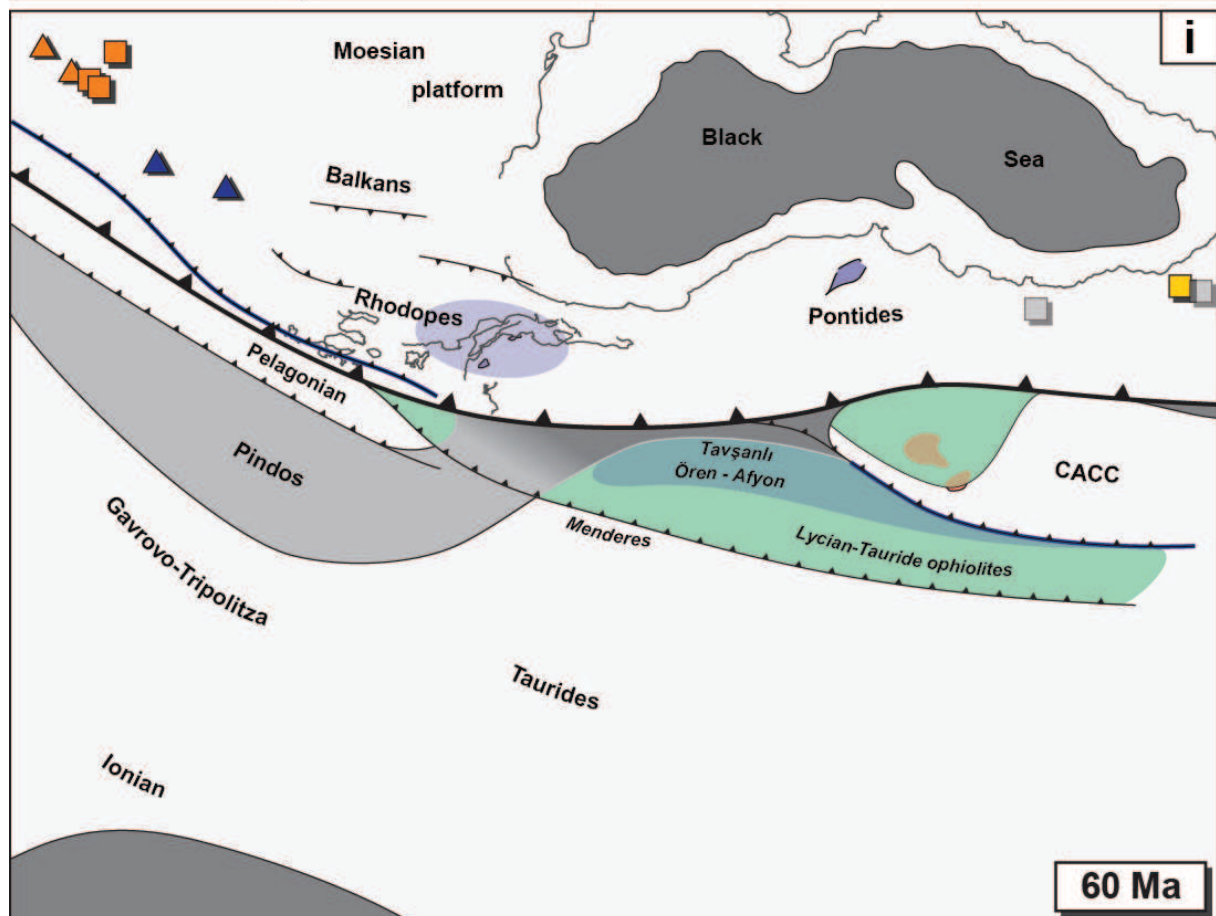 i
Moesian
platform
Black
Sea
Balkans
Rhodopes
Pontides
Pelagonian
Pindos
Tavşanlı
Ören - Afyon
CACC
Menderes
Lycian-Tauride ophiolites
Gavrovo-Tripolitza
Taurides
Ionian
60 Ma